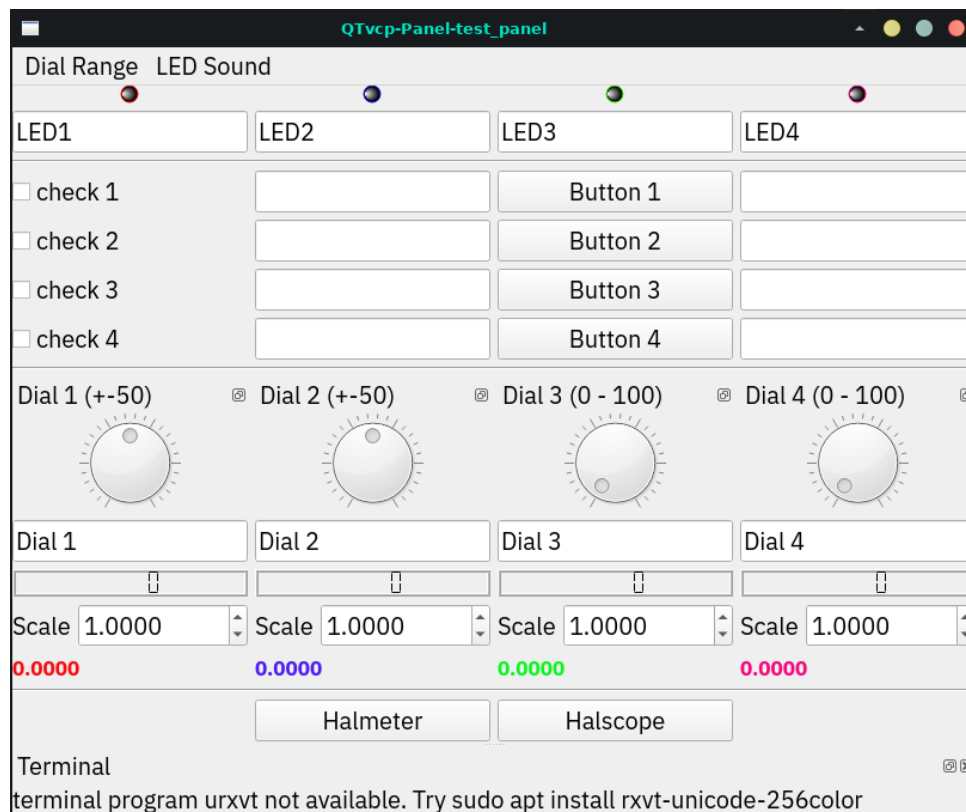 QTvcp-Panel-test_panel
Dial Range LED Sound
LED1 LED2 LED3 LED4
check 1 Button 1
check 2 Button 2
check 3 Button 3
check 4 Button 4
Dial 1 (+-50) Dial 2 (+-50) Dial 3 (0 - 100) Dial 4 (0 - 100)
Dial 1 Dial 2 Dial 3 Dial 4
0 0 0 0
Scale 1.0000 Scale 1.0000 Scale 1.0000 Scale 1.0000
0.0000 0.0000 0.0000 0.0000
Halmeter Halscope
Terminal
terminal program urxvt not available. Try sudo apt install rxvt-unicode-256color